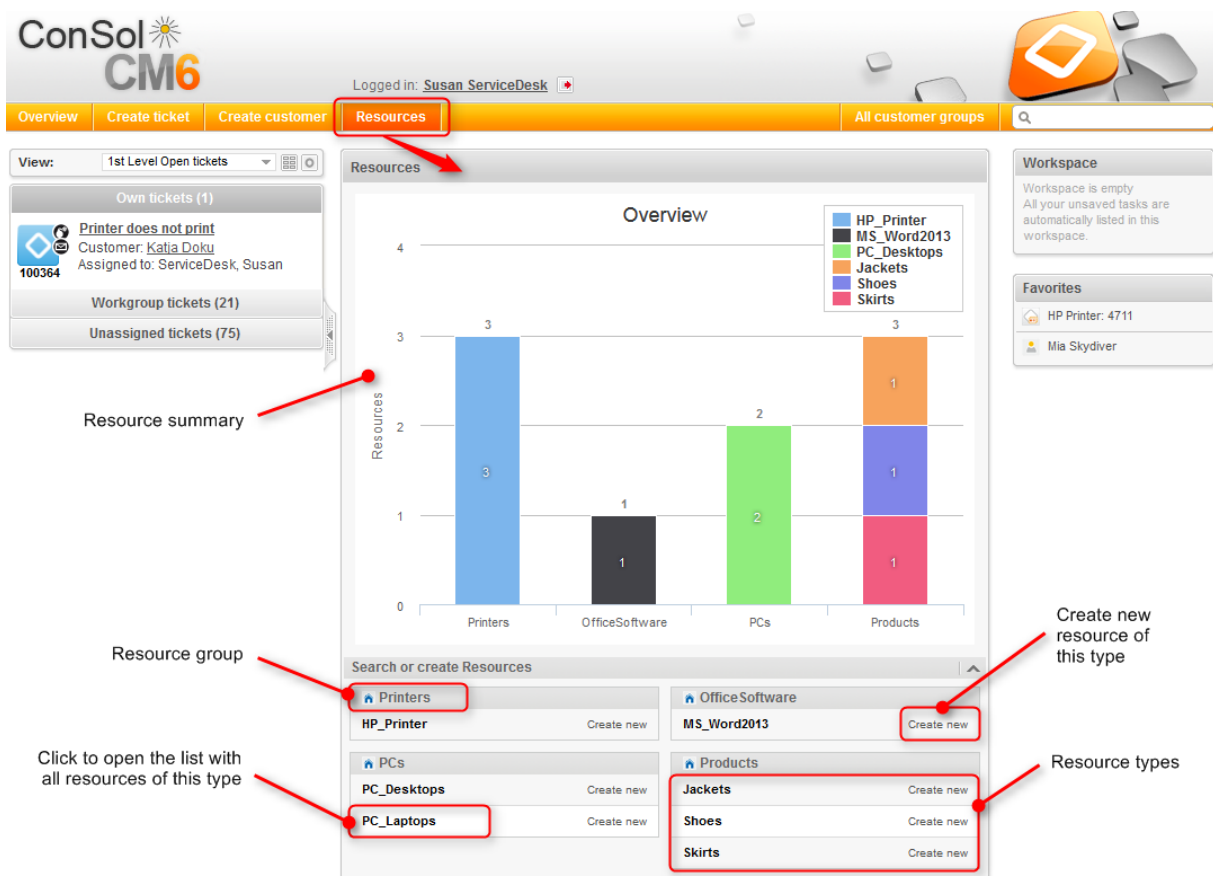 ConSol
CM6
Logged in: Susan ServiceDesk
Overview
Create ticket
Create customer
Resources
All customer groups
View:
1st Level Open tickets
Own tickets (1)
Printer does not print
Customer: Katja Doku
Assigned to: ServiceDesk, Susan
100364
Workgroup tickets (21)
Unassigned tickets (75)
Resources
Overview
HP_Printer
MS_Word2013
PC_Desktops
Jackets
Shoes
Skirts
Resources
4
3
2
1
0
3
3
1
1
2
2
3
1
1
1
Printers
OfficeSoftware
PCs
Products
Workspace
Workspace is empty
All your unsaved tasks are
automatically listed in this
workspace.
Favorites
HP Printer: 4711
Mia Skydiver
Resource summary
Resource group
Click to open the list with
all resources of this type
Search or create Resources
Printers
HP_Printer Create new
OfficeSoftware
MS_Word2013 Create new
PCs
PC_Desktops Create new
PC_Laptops Create new
Products
Jackets Create new
Shoes Create new
Skirts Create new
Create new
resource of
this type
Resource types